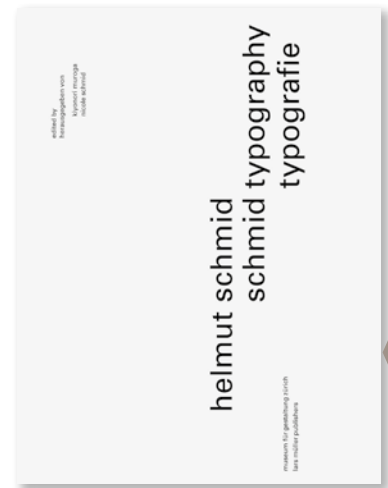 edited by
herausgegeben von
kiyonori muroga
nicole schmid
helmut schmid
schmid typography
typografie
museum für gestaltung zürich
lars müller publishers